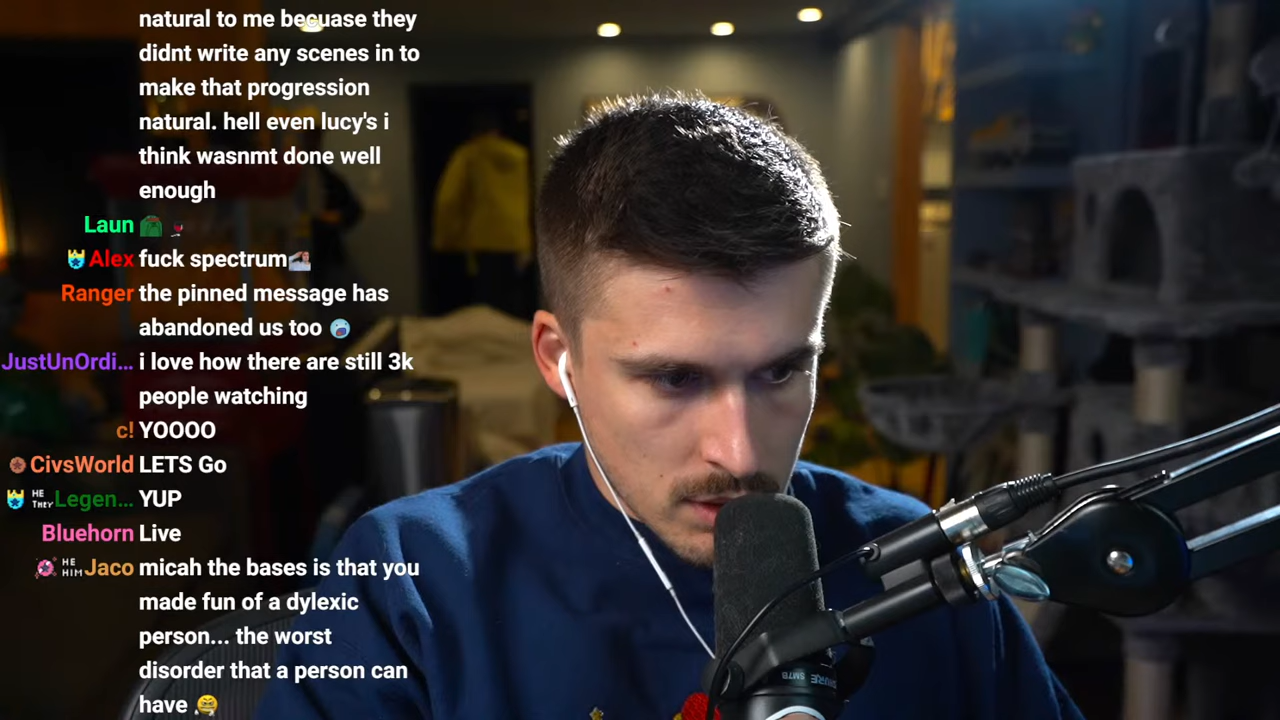 natural to me becuase they
didnt write any scenes in to
make that progression
natural. hell even lucy's i
think wasnmt done well
enough
Laun
Alex fuck spectrum
Ranger the pinned message has
abandoned us too
JustUnOrdi... i love how there are still 3k
people watching
c! YOOOO
CivsWorld LETS Go
HE THEY Legen... YUP
Bluehorn Live
HE HIM Jaco micah the bases is that you
made fun of a dylexic
person... the worst
disorder that a person can
have
SHURE
SM7B